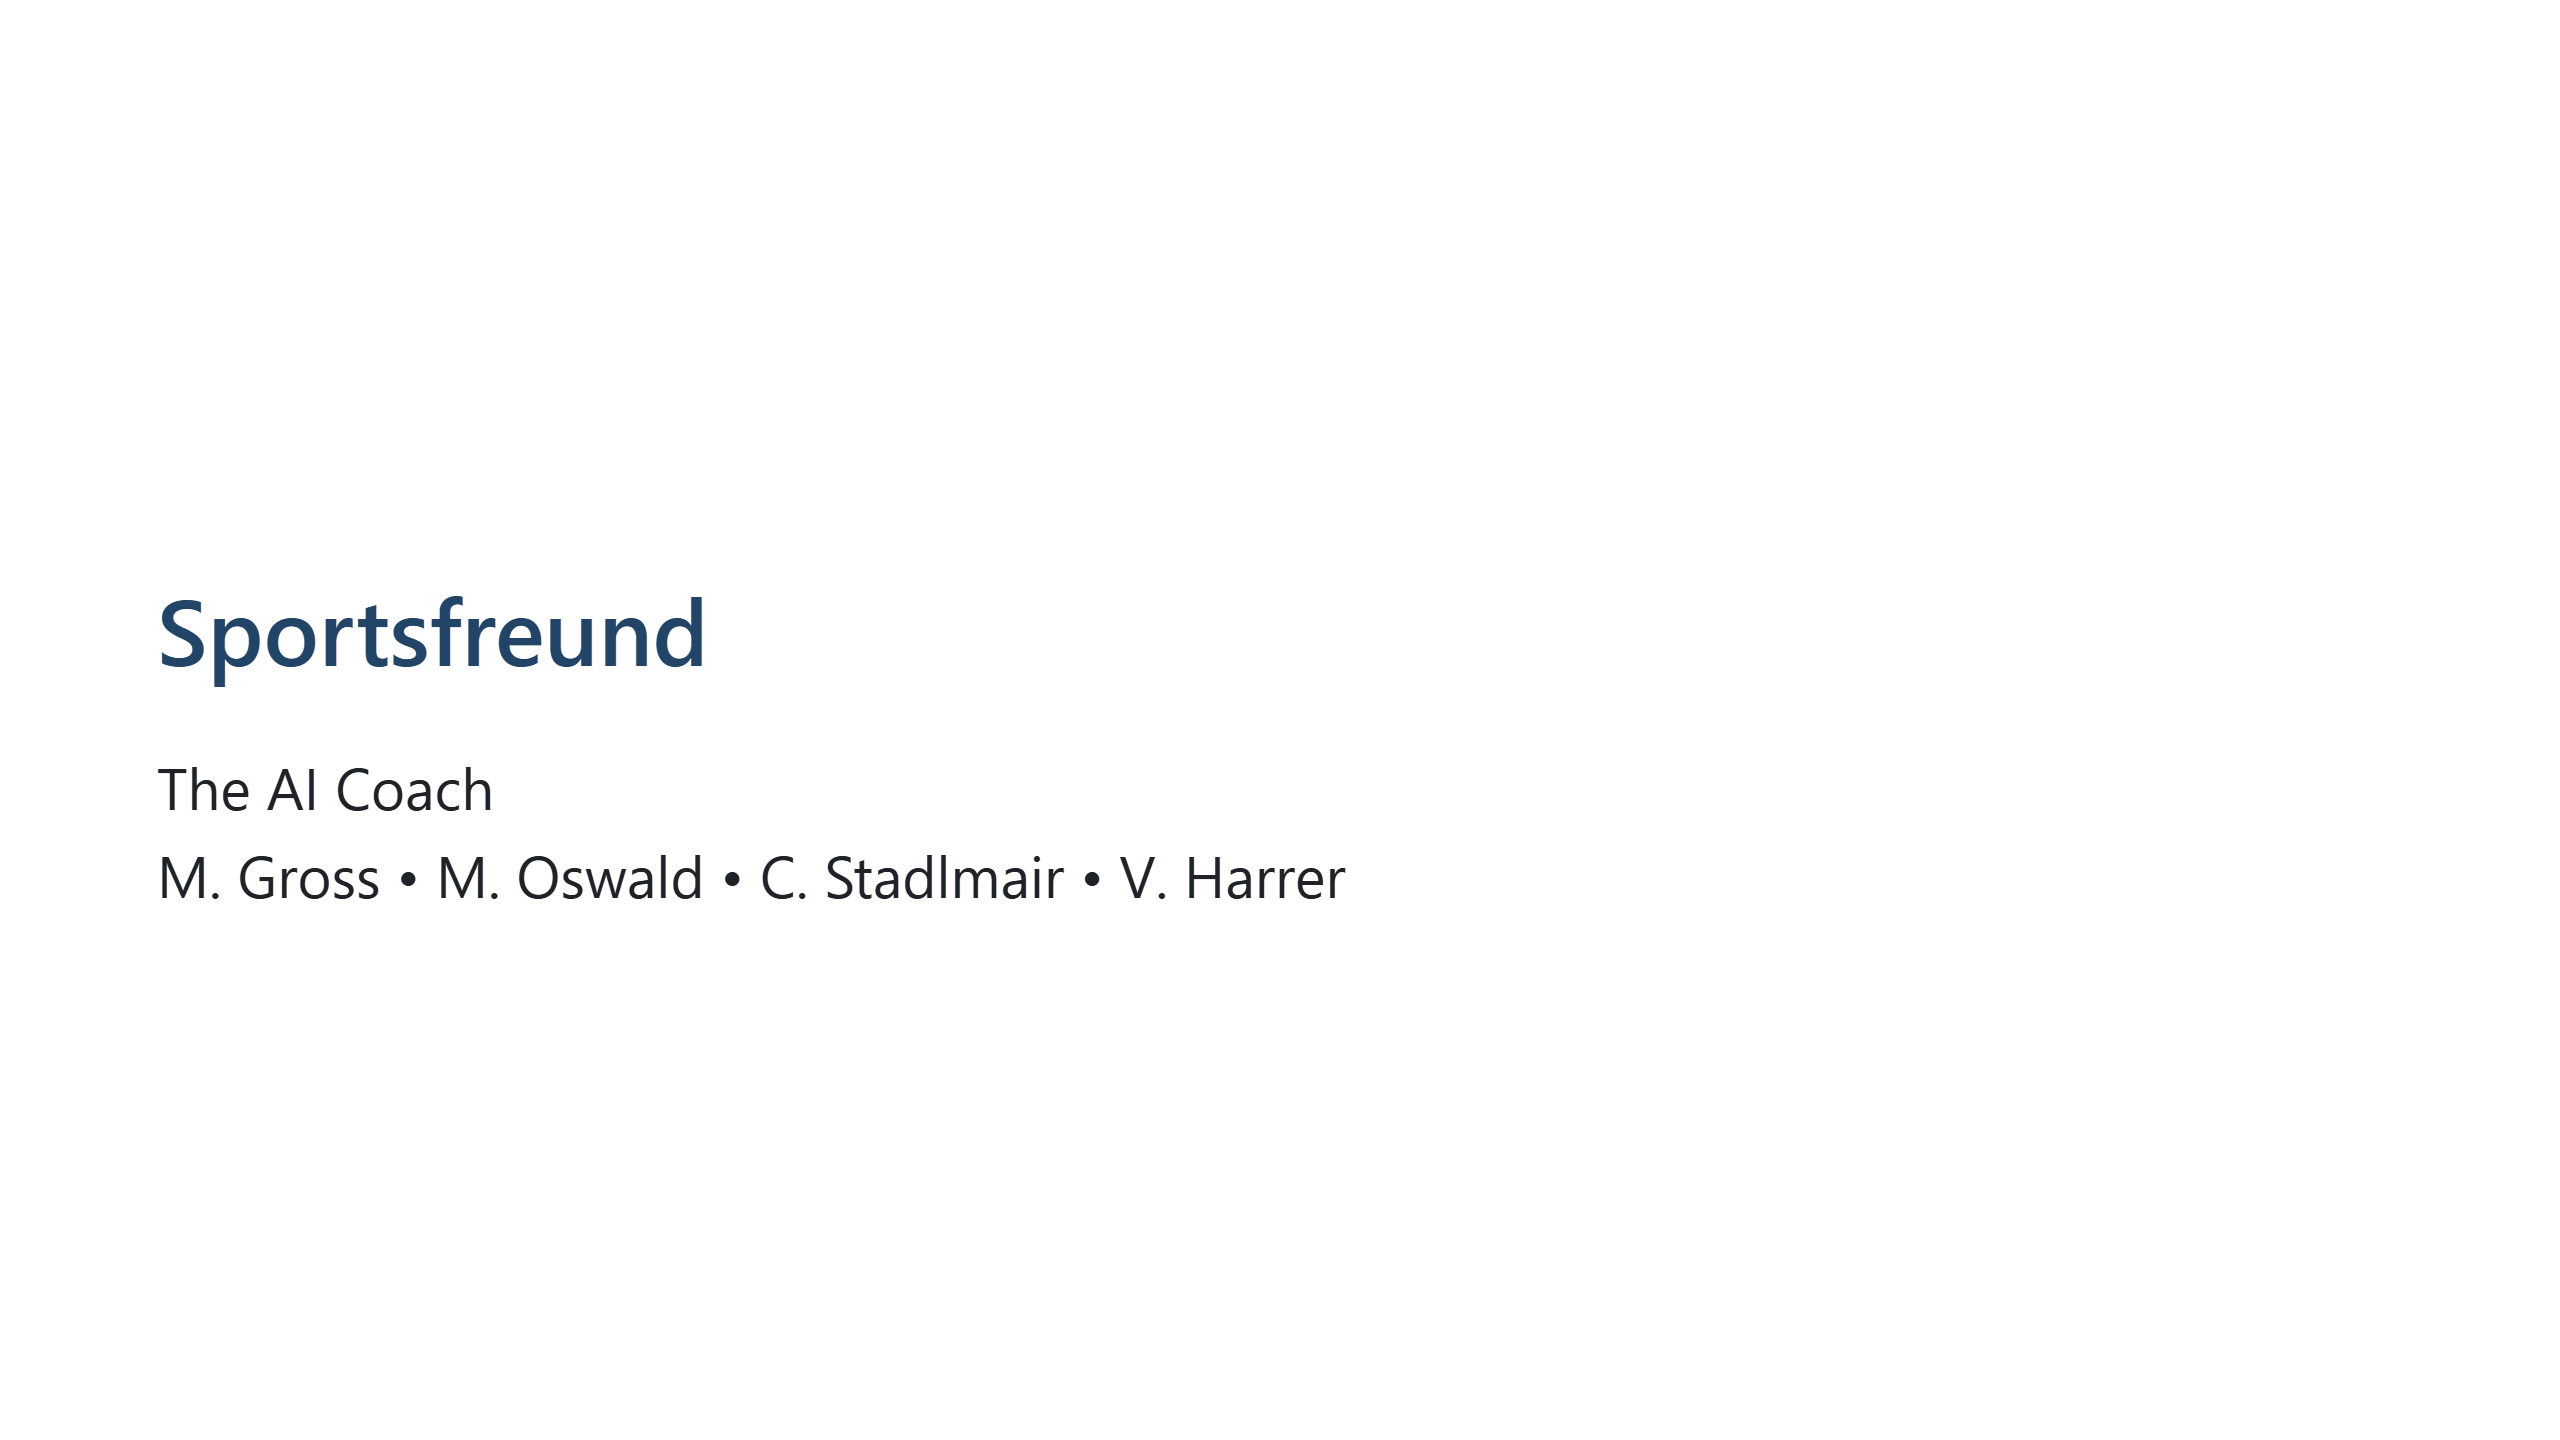 Sportsfreund
The AI Coach
M. Gross • M. Oswald • C. Stadlmair • V. Harrer